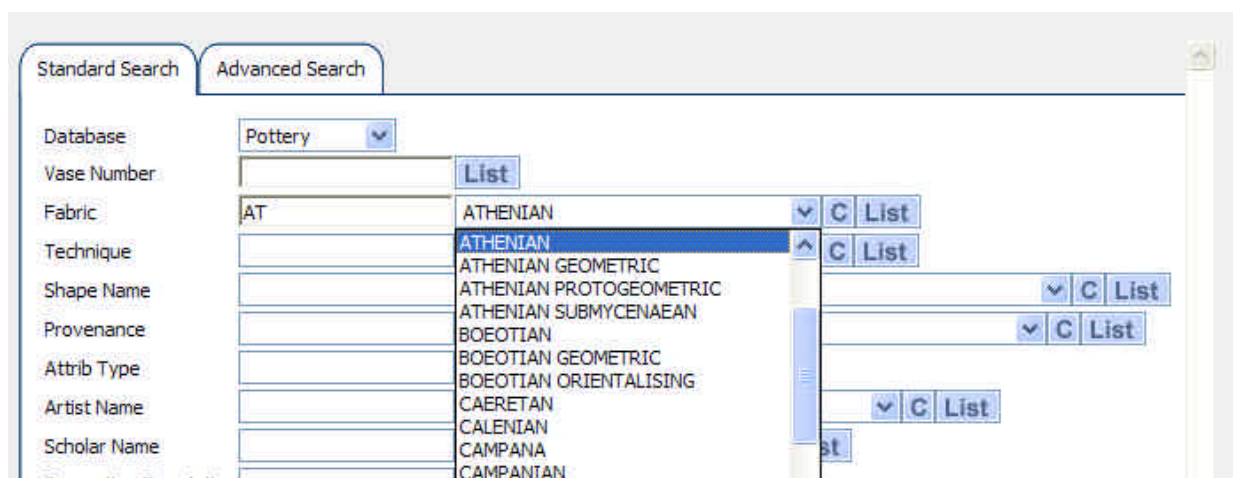 Standard Search Advanced Search
Database Pottery
Vase Number List
Fabric AT ATHENIAN C List
Technique ATHENIAN C List
ATHENIAN GEOMETRIC
Shape Name ATHENIAN PROTOGEOMETRIC C List
ATHENIAN SUBMYCENAEAN
Provenance BOEOTIAN C List
BOEOTIAN GEOMETRIC
Attrib Type BOEOTIAN ORIENTALISING
Artist Name CAERETAN C List
CALENIAN
Scholar Name CAMPANA st
CAMPANIAN